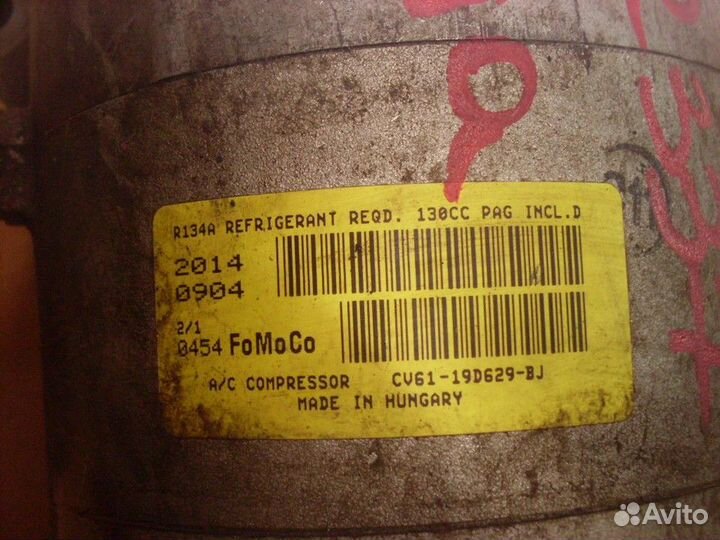 R134A REFRIGERANT REQD. 130CC PAG INCL.D
2014
0904
2/1
0454 FoMoCo
A/C COMPRESSOR CV61-19D629-BJ
MADE IN HUNGARY
Avito